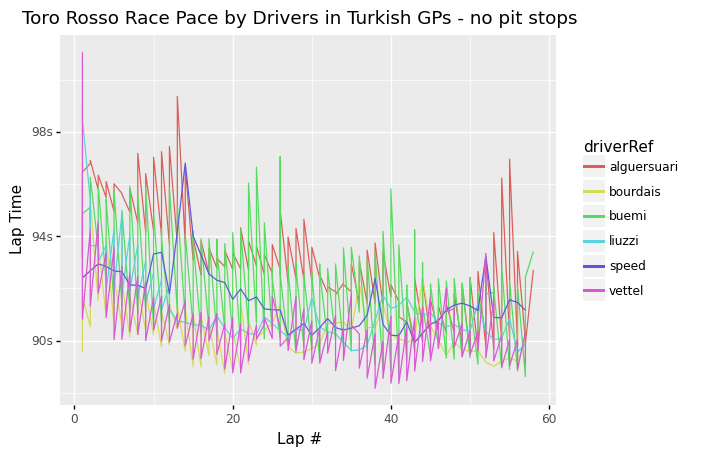 Toro Rosso Race Pace by Drivers in Turkish GPs - no pit stops
98s
94s
90s
Lap Time
0
20
40
60
Lap #
driverRef
alguersuari
bourdais
buemi
liuzzi
speed
vettel